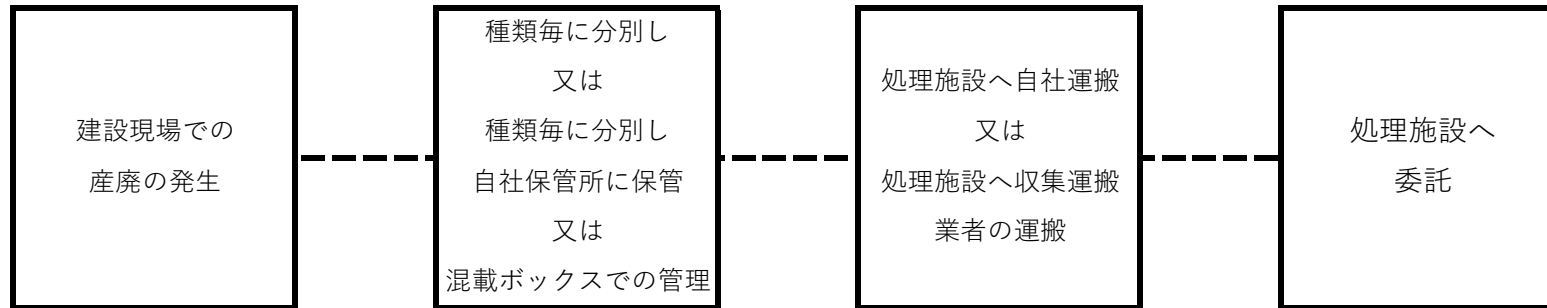 建設現場での
産廃の発生
種類毎に分別し
又は
種類毎に分別し
自社保管所に保管
又は
混載ボックスでの管理
処理施設へ自社運搬
又は
処理施設へ収集運搬
業者の運搬
処理施設へ
委託